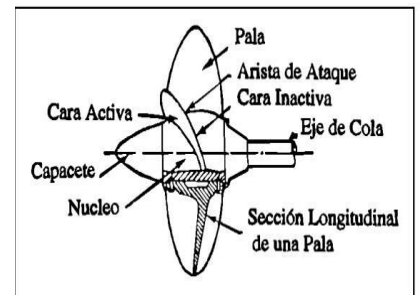 Pala
Arista de Ataque
Cara Activa
Cara Inactiva
Eje de Cola
Capacete
Nucleo
Sección Longitudinal
de una Pala